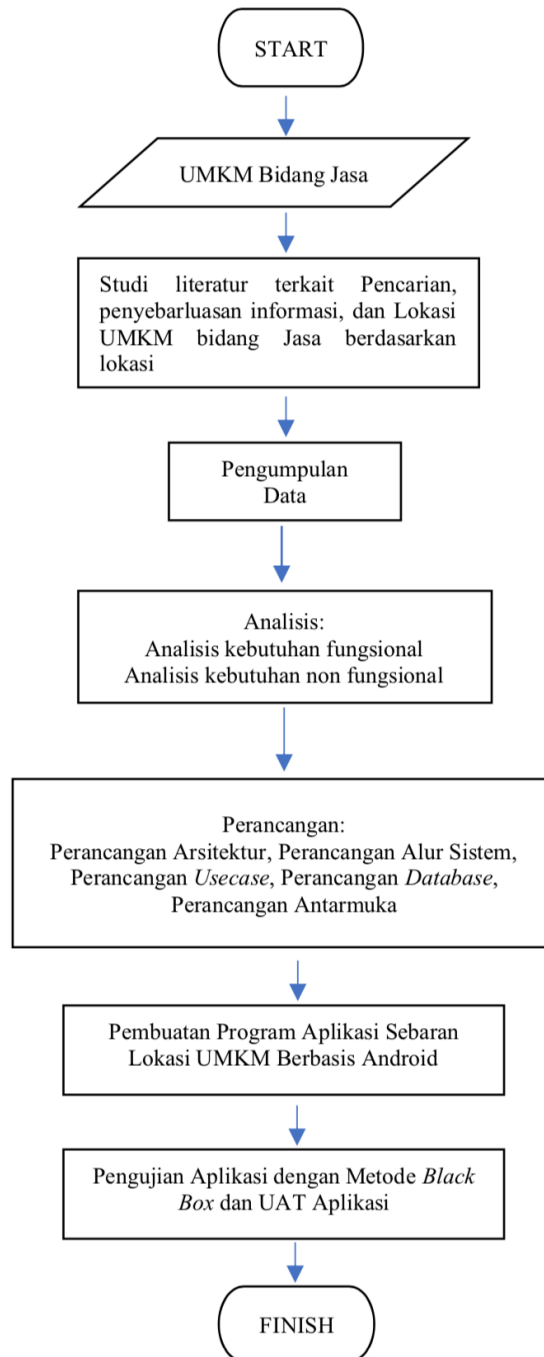 START
UMKM Bidang Jasa
Studi literatur terkait Pencarian,
penyebarluasan informasi, dan Lokasi
UMKM bidang Jasa berdasarkan
lokasi
Pengumpulan
Data
Analisis:
Analisis kebutuhan fungsional
Analisis kebutuhan non fungsional
Perancangan:
Perancangan Arsitektur, Perancangan Alur Sistem,
Perancangan Usecase, Perancangan Database,
Perancangan Antarmuka
Pembuatan Program Aplikasi Sebaran
Lokasi UMKM Berbasis Android
Pengujian Aplikasi dengan Metode Black
Box dan UAT Aplikasi
FINISH